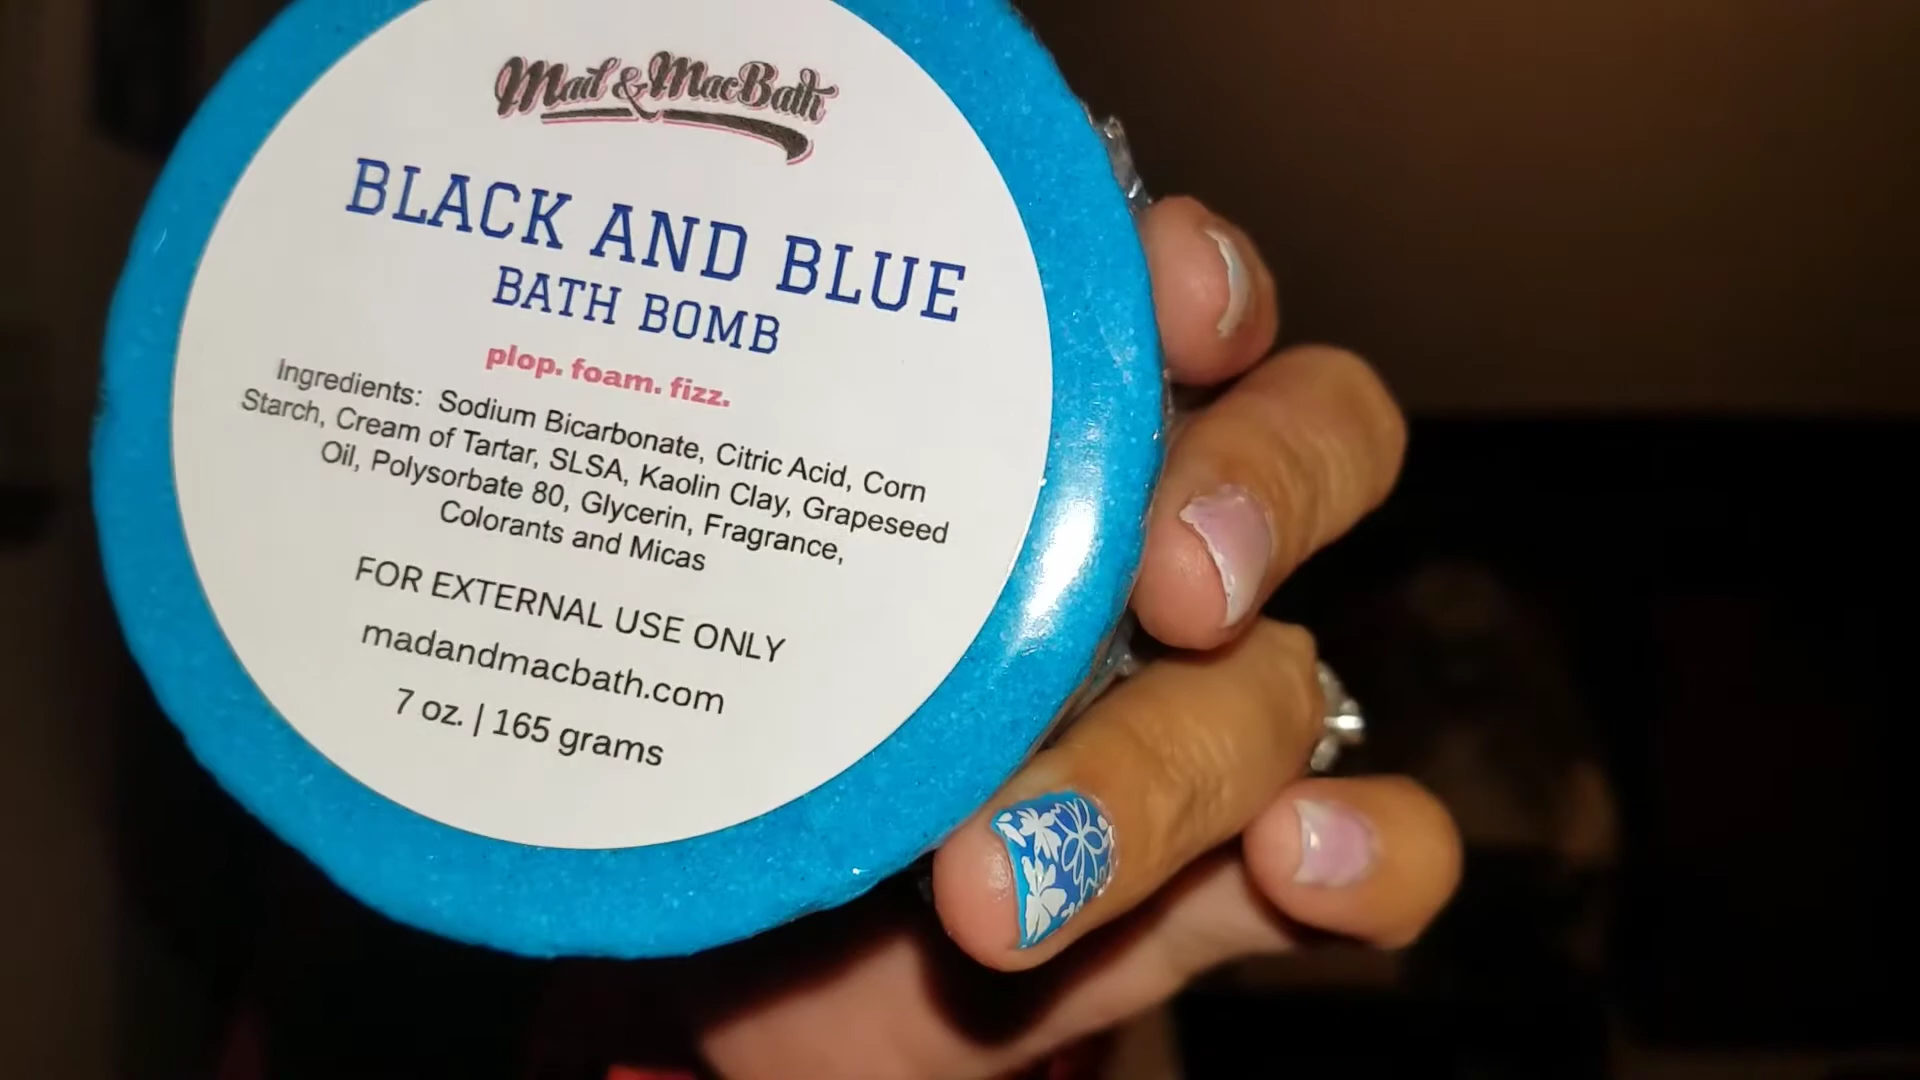 Mad & MacBath
BLACK AND BLUE
BATH BOMB
plop. foam. fizz.
Ingredients: Sodium Bicarbonate, Citric Acid, Corn
Starch, Cream of Tartar, SLSA, Kaolin Clay, Grapeseed
Oil, Polysorbate 80, Glycerin, Fragrance,
Colorants and Micas
FOR EXTERNAL USE ONLY
madandmacbath.com
7 oz. | 165 grams